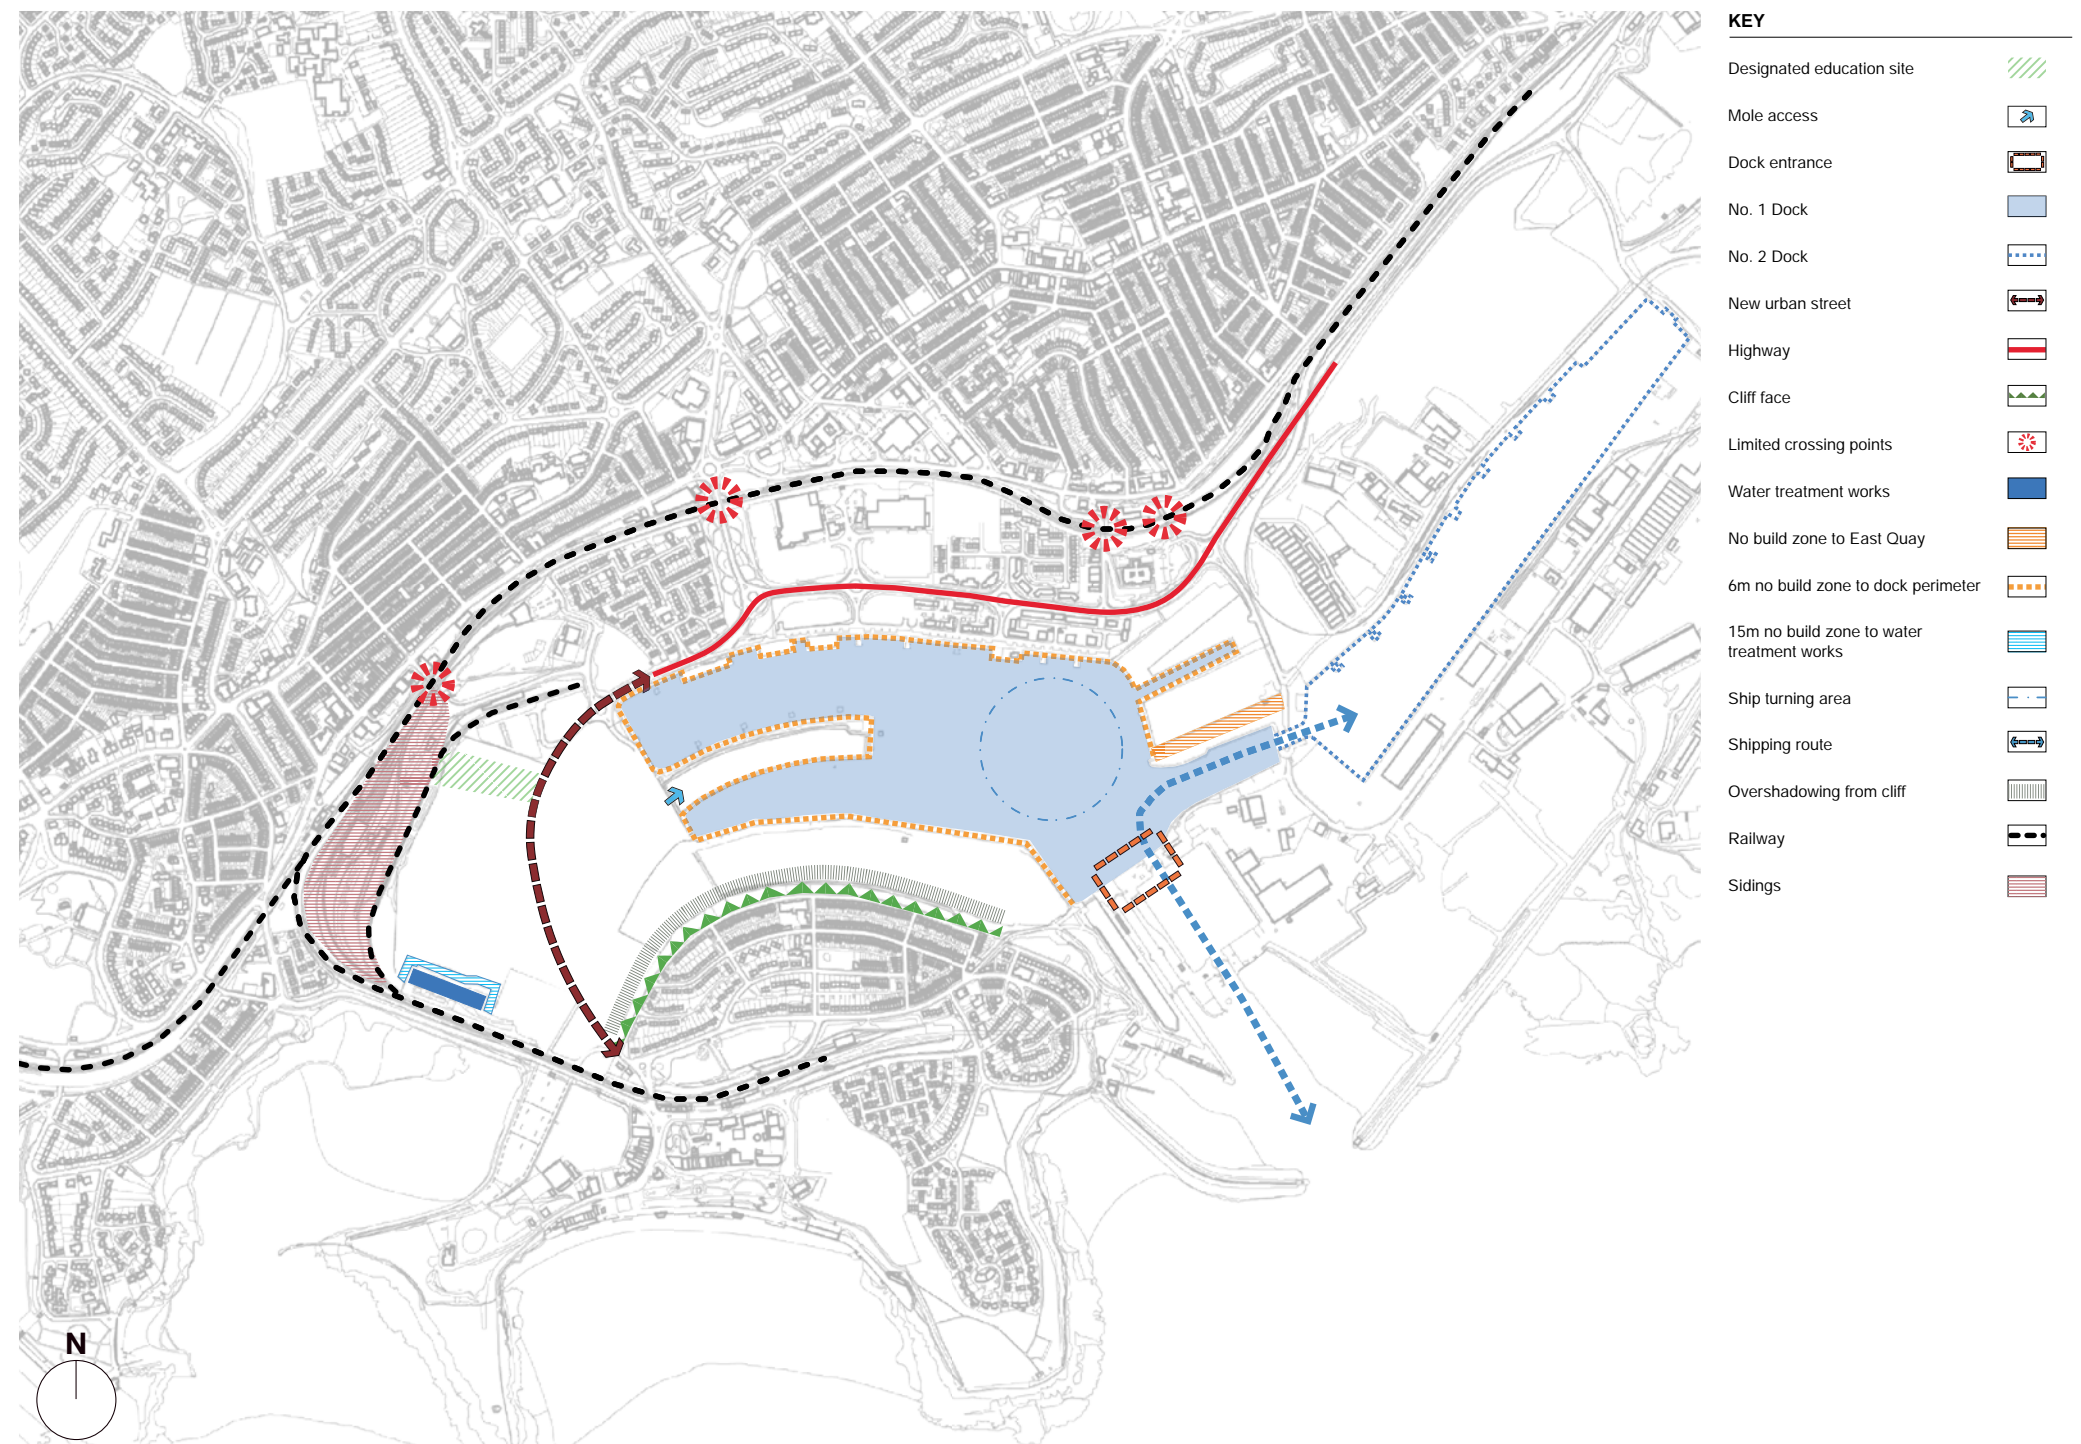 KEY
Designated education site
Mole access
Dock entrance
No. 1 Dock
No. 2 Dock
New urban street
Highway
Cliff face
Limited crossing points
Water treatment works
No build zone to East Quay
6m no build zone to dock perimeter
15m no build zone to water
treatment works
Ship turning area
Shipping route
Overshadowing from cliff
Railway
Sidings
N